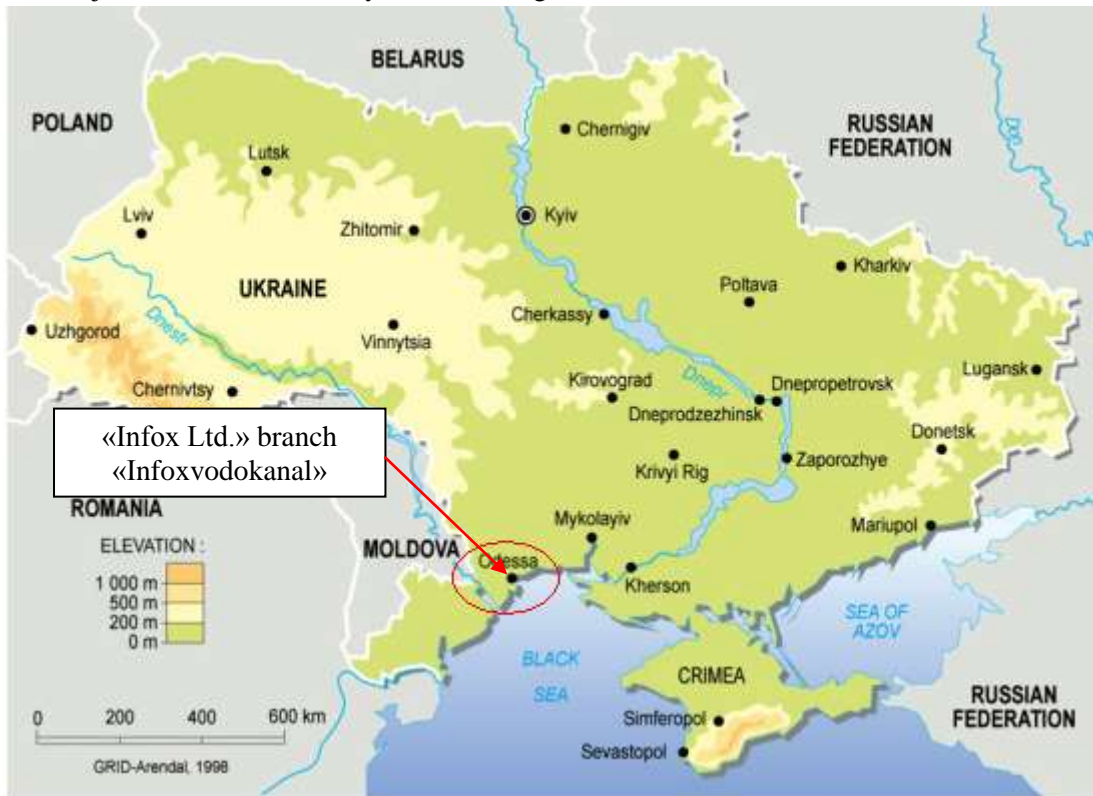 BELARUS
POLAND
RUSSIAN
FEDERATION
Chernigiv
Lutsk
Kyiv
Lviv
Zhitomir
Kharkiv
Poltava
UKRAINE
Cherkassy
Dnestr
Uzhgorod
Vinnytsia
Lugansk
Kirovograd
Dnepr
Dnepropetrovsk
Chernivtsy
Dneprodzezhinsk
Donetsk
«Infox Ltd.» branch
«Infoxvodokanal»
Krivyi Rig
Zaporozhye
ROMANIA
Mykolayiv
Mariupol
ELEVATION :
1 000 m
500 m
200 m
0 m
MOLDOVA
Odessa
Kherson
SEA OF
AZOV
BLACK
SEA
CRIMEA
Simferopol
Sevastopol
RUSSIAN
FEDERATION
0 200 400 600 km
GRID-Arendal, 1998